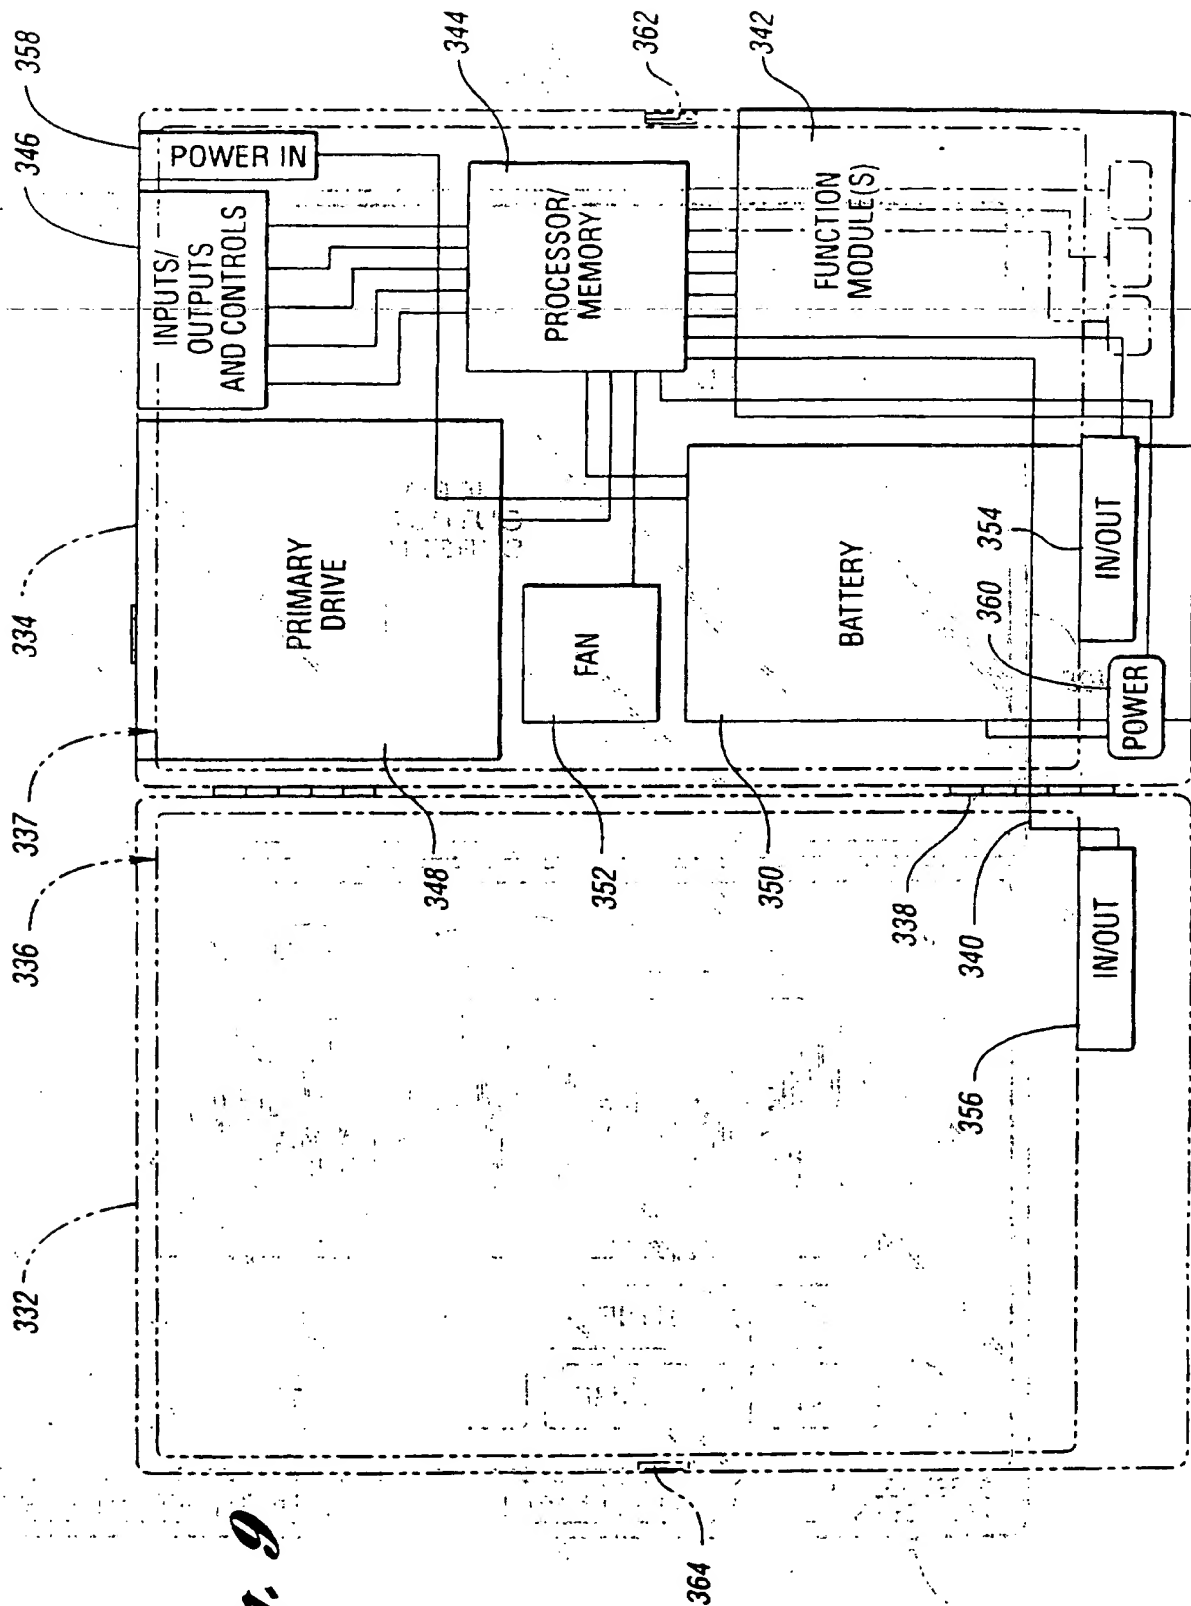 358
346
344
362
342
POWER IN
INPUTS/
OUTPUTS
AND CONTROLS
PROCESSOR/
MEMORY
FUNCTION
MODULE(S)
334
337
336
332
PRIMARY
DRIVE
FAN
BATTERY
354
360
IN/OUT
POWER
348
352
350
338
340
IN/OUT
356
364
9